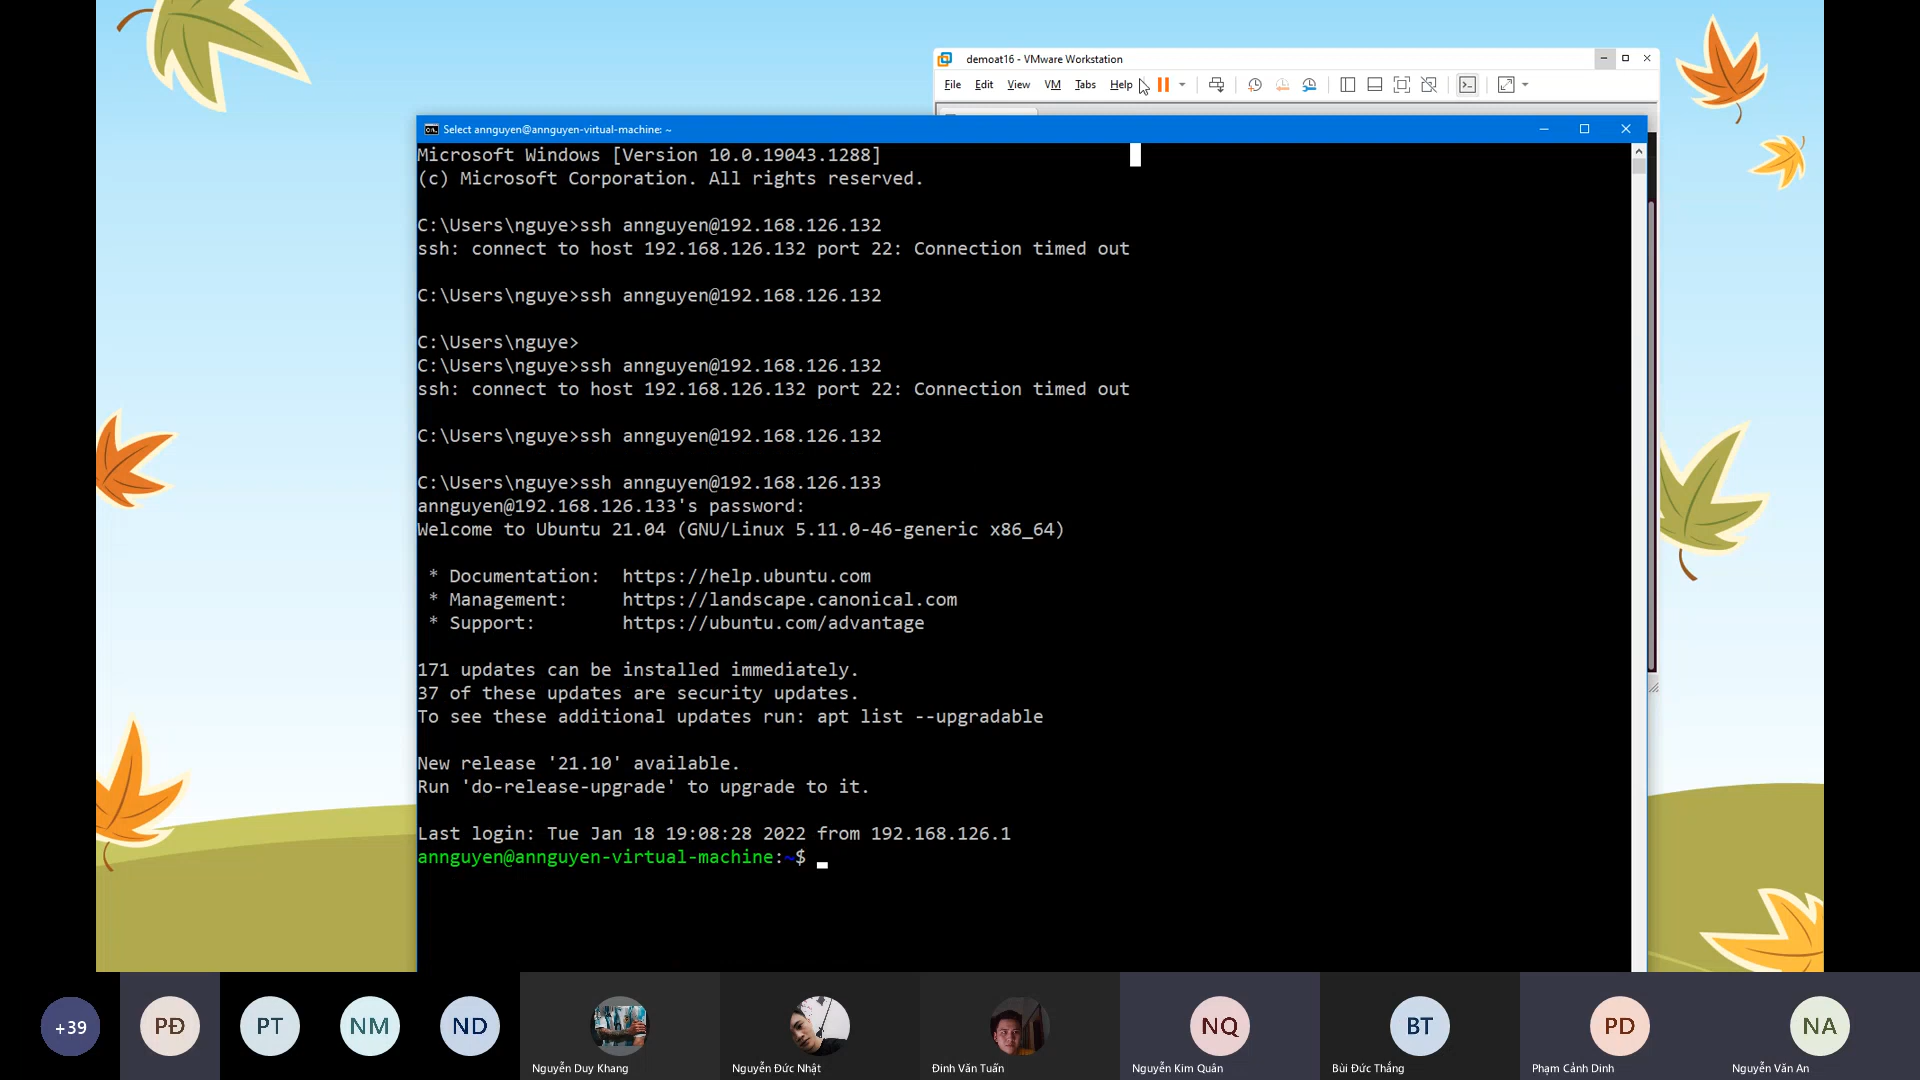 demoat16 - VMware Workstation
File Edit View VM Tabs Help
Select annguyen@annguyen-virtual-machine: ~
Microsoft Windows [Version 10.0.19043.1288]
(c) Microsoft Corporation. All rights reserved.
C:\Users\nguye>ssh annguyen@192.168.126.132
ssh: connect to host 192.168.126.132 port 22: Connection timed out
C:\Users\nguye>ssh annguyen@192.168.126.132
C:\Users\nguye>
C:\Users\nguye>ssh annguyen@192.168.126.132
ssh: connect to host 192.168.126.132 port 22: Connection timed out
C:\Users\nguye>ssh annguyen@192.168.126.132
C:\Users\nguye>ssh annguyen@192.168.126.133
annguyen@192.168.126.133's password:
Welcome to Ubuntu 21.04 (GNU/Linux 5.11.0-46-generic x86_64)
* Documentation: https://help.ubuntu.com
* Management: https://landscape.canonical.com
* Support: https://ubuntu.com/advantage
171 updates can be installed immediately.
37 of these updates are security updates.
To see these additional updates run: apt list --upgradable
New release '21.10' available.
Run 'do-release-upgrade' to upgrade to it.
Last login: Tue Jan 18 19:08:28 2022 from 192.168.126.1
annguyen@annguyen-virtual-machine:~$
+39 PĐ PT NM ND NQ BT PD NA
Nguyễn Duy Khang Nguyễn Đức Nhật Đinh Văn Tuấn Nguyễn Kim Quân Bùi Đức Thắng Phạm Cảnh Dinh Nguyễn Văn An